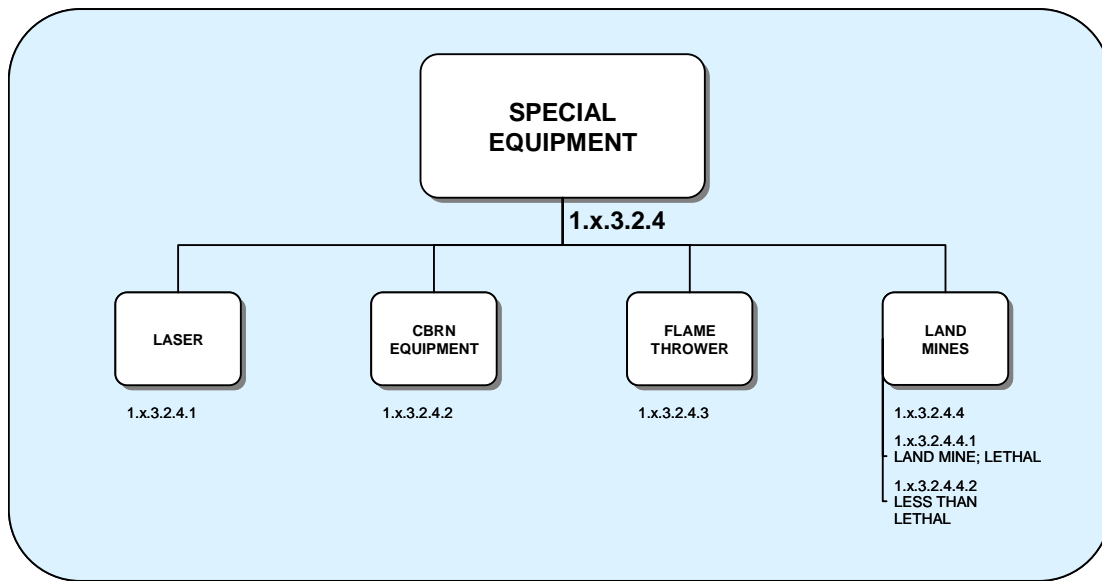 SPECIAL
EQUIPMENT
1.x.3.2.4
LASER
CBRN
EQUIPMENT
FLAME
THROWER
LAND
MINES
1.x.3.2.4.1
1.x.3.2.4.2
1.x.3.2.4.3
1.x.3.2.4.4
1.x.3.2.4.4.1
LAND MINE; LETHAL
1.x.3.2.4.4.2
LESS THAN
LETHAL